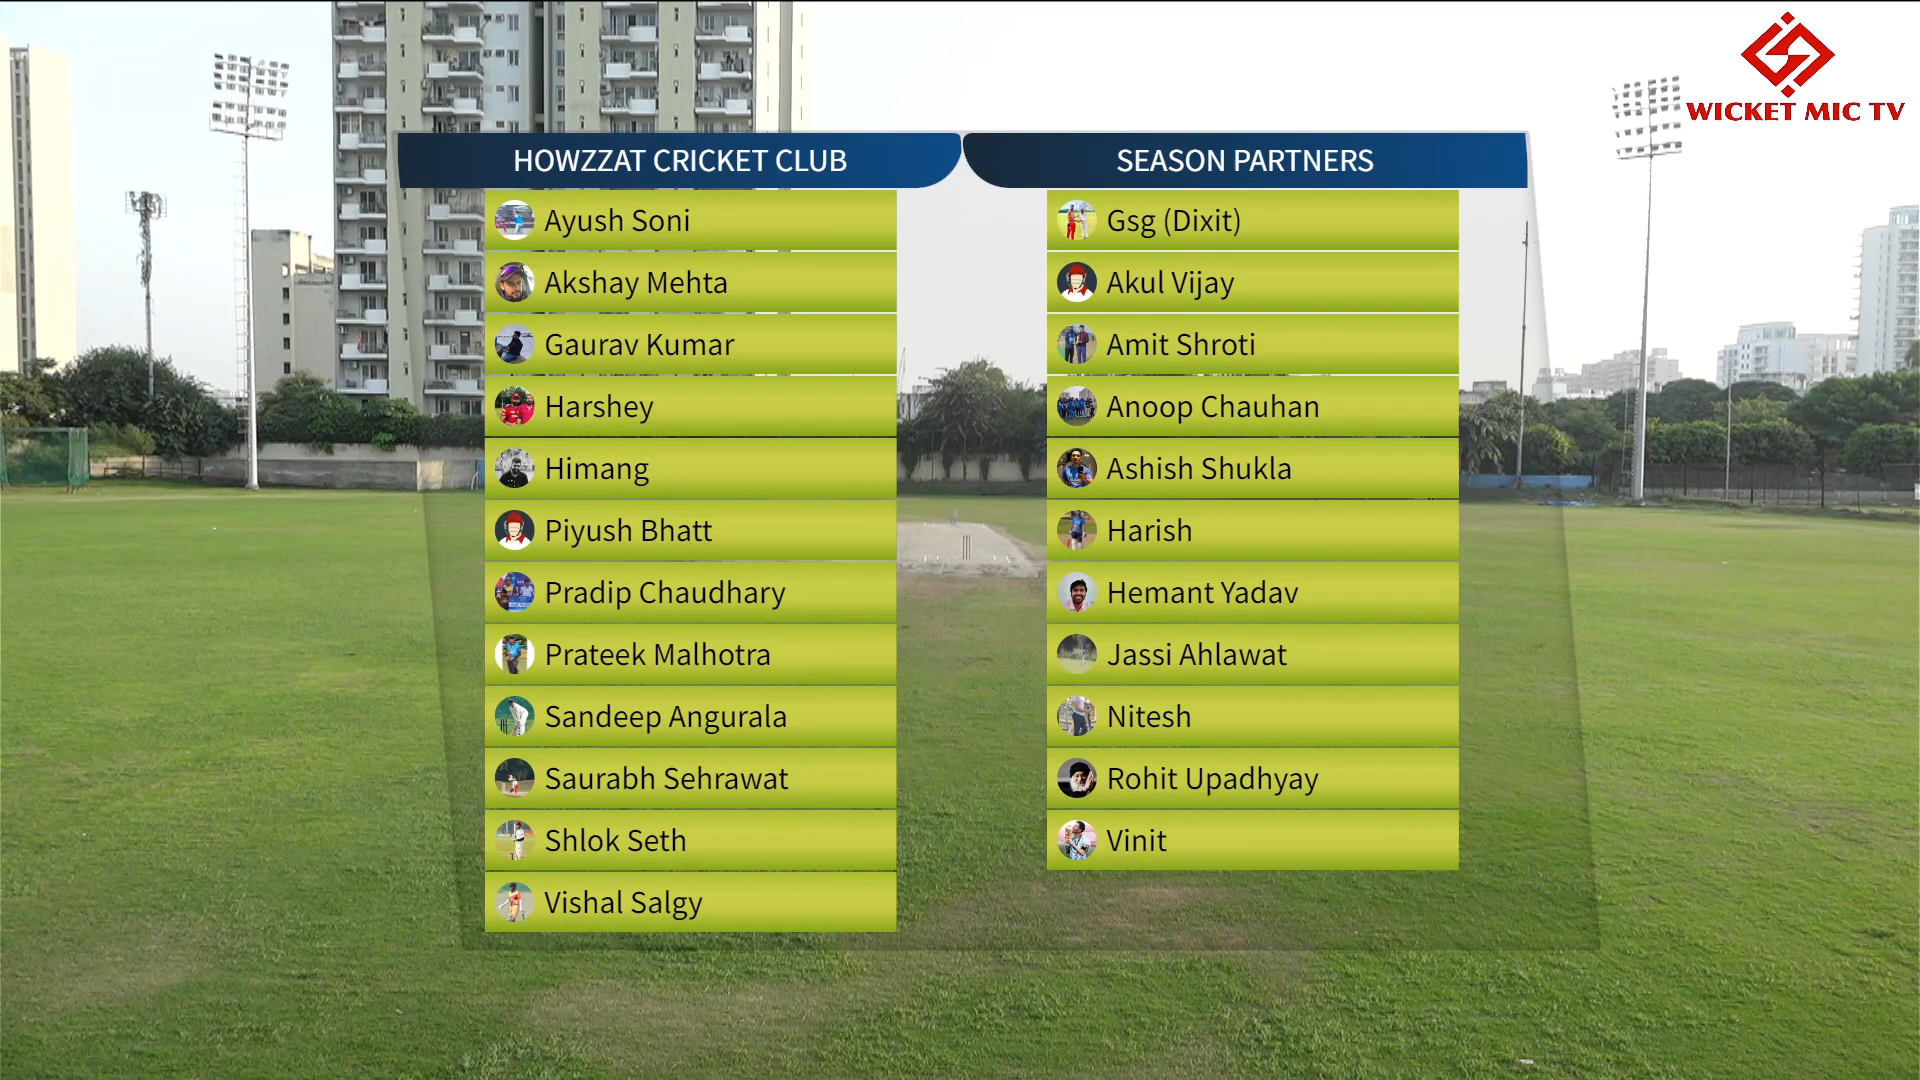 WICKET MIC TV
HOWZZAT CRICKET CLUB
Ayush Soni
Akshay Mehta
Gaurav Kumar
Harshey
Himang
Piyush Bhatt
Pradip Chaudhary
Prateek Malhotra
Sandeep Angurala
Saurabh Sehrawat
Shlok Seth
Vishal Salgy
SEASON PARTNERS
Gsg (Dixit)
Akul Vijay
Amit Shroti
Anoop Chauhan
Ashish Shukla
Harish
Hemant Yadav
Jassi Ahlawat
Nitesh
Rohit Upadhyay
Vinit